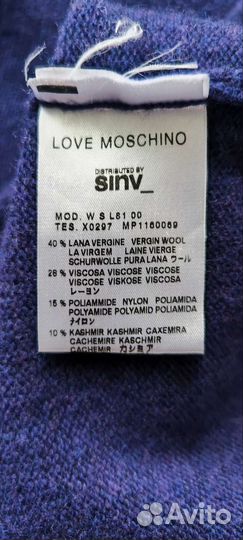 LOVE MOSCHINO
DISTRIBUTED BY
SINV_
MOD. W S L81 00
TES. X0297 MP1160069
40 % LANA VERGINE VERGIN WOOL
LA VIRGEM LAINE VIERGE
SCHURWOLLE PURA LANA ウール
26 % VISCOSA VISCOSE VISCOSE
VISCOSE VISKOSE VISCOSA
レーヨン
15 % POLIAMMIDE NYLON POLIAMIDA
POLYAMIDE POLYAMID POLIAMIDA
ナイロン
10 % KASHMIR KASHMIR CAXEMIRA
CACHEMIRE KASCHMIR
CASHEMIR カシミア
Avito